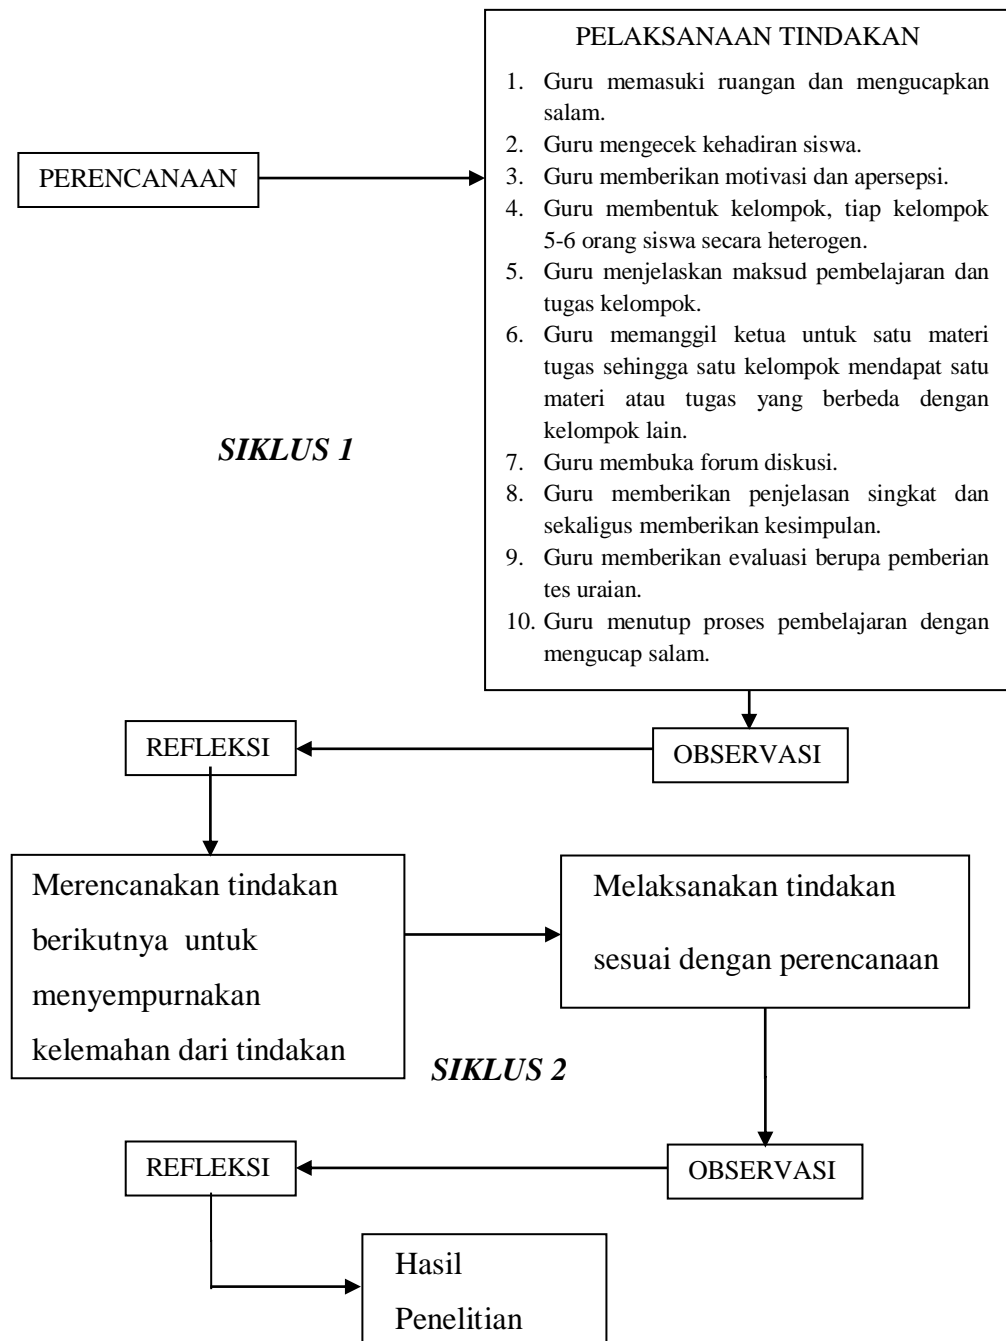 PELAKSANAAN TINDAKAN
1. Guru memasuki ruangan dan mengucapkan
salam.
2. Guru mengecek kehadiran siswa.
3. Guru memberikan motivasi dan apersepsi.
4. Guru membentuk kelompok, tiap kelompok
5-6 orang siswa secara heterogen.
5. Guru menjelaskan maksud pembelajaran dan
tugas kelompok.
6. Guru memanggil ketua untuk satu materi
tugas sehingga satu kelompok mendapat satu
materi atau tugas yang berbeda dengan
kelompok lain.
7. Guru membuka forum diskusi.
8. Guru memberikan penjelasan singkat dan
sekaligus memberikan kesimpulan.
9. Guru memberikan evaluasi berupa pemberian
tes uraian.
10. Guru menutup proses pembelajaran dengan
mengucap salam.
PERENCANAAN
SIKLUS 1
REFLEKSI
OBSERVASI
Merencanakan tindakan
berikutnya untuk
menyempurnakan
kelemahan dari tindakan
Melaksanakan tindakan
sesuai dengan perencanaan
SIKLUS 2
REFLEKSI
OBSERVASI
Hasil
Penelitian